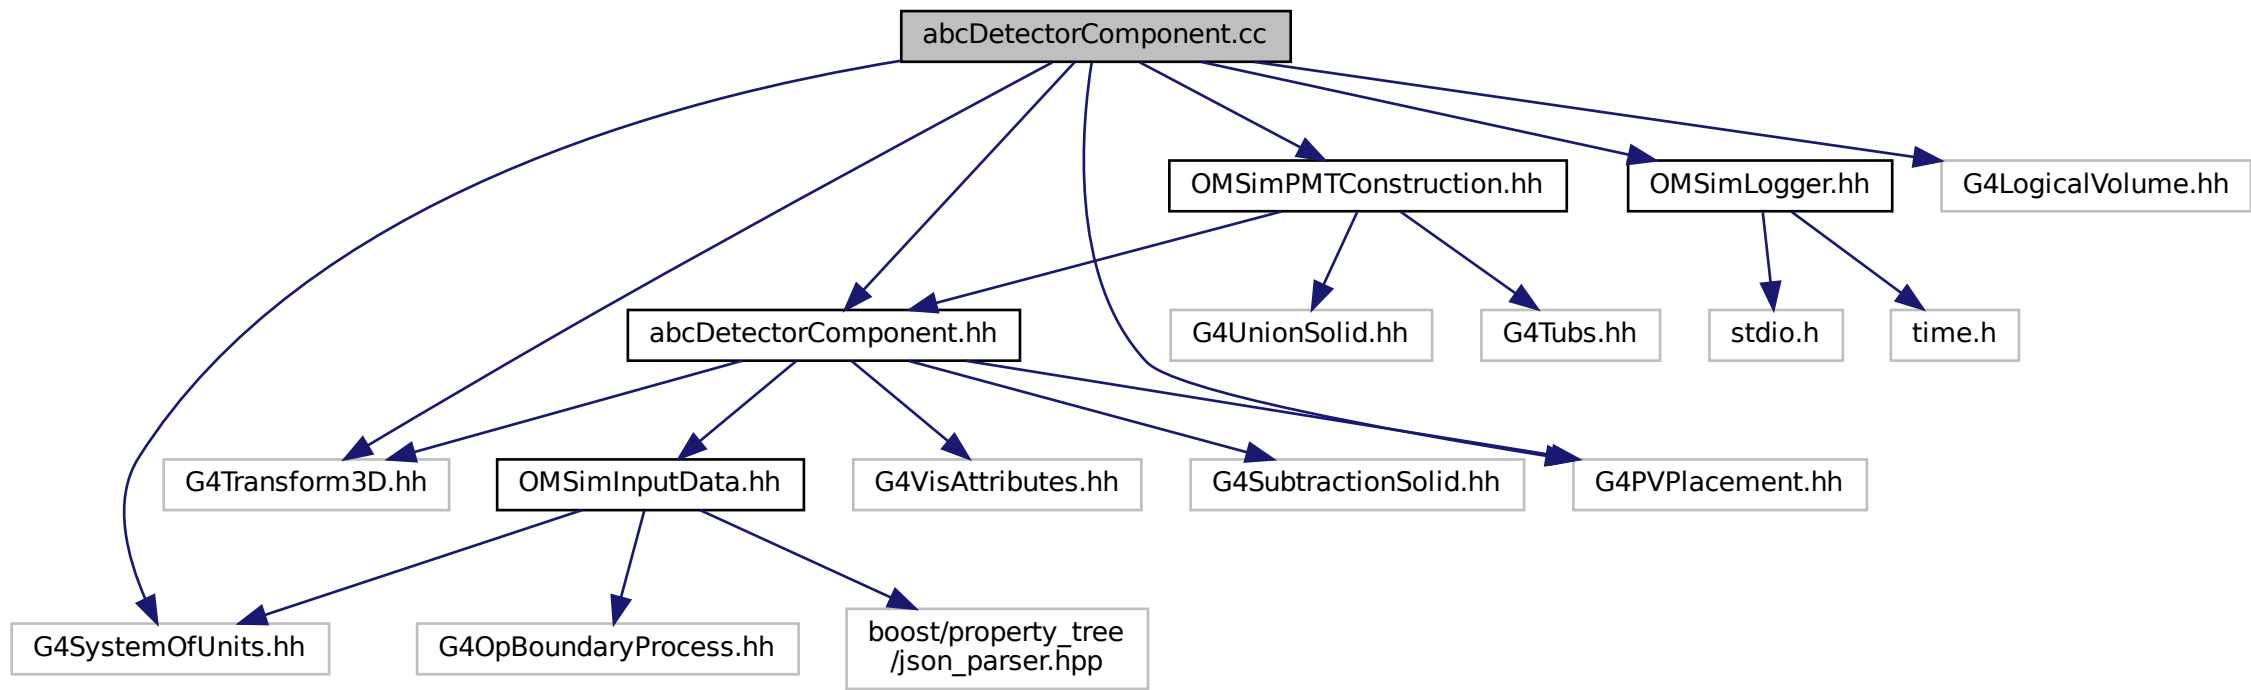 abcDetectorComponent.cc
OMSimPMTConstruction.hh
OMSimLogger.hh
G4LogicalVolume.hh
abcDetectorComponent.hh
G4UnionSolid.hh
G4Tubs.hh
stdio.h
time.h
G4Transform3D.hh
OMSimInputData.hh
G4VisAttributes.hh
G4SubtractionSolid.hh
G4PVPlacement.hh
G4SystemOfUnits.hh
G4OpBoundaryProcess.hh
boost/property_tree
/json_parser.hpp